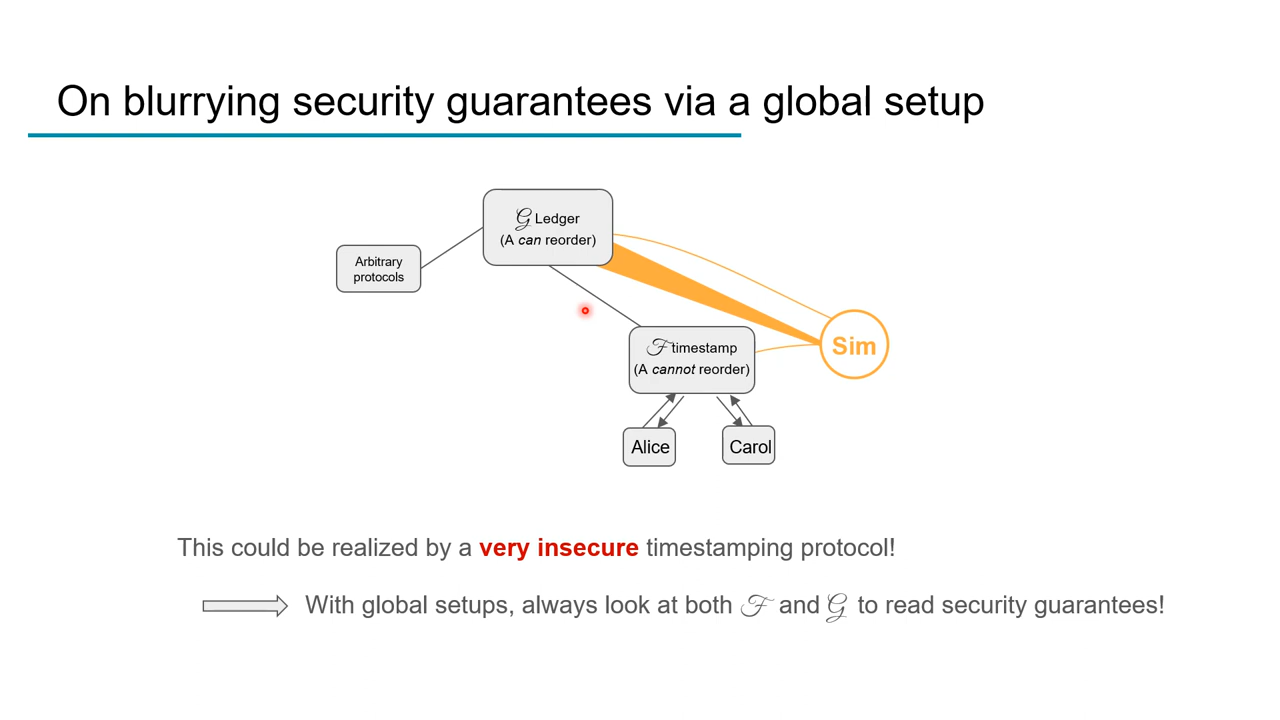 On blurrying security guarantees via a global setup
𝒢 Ledger
(A can reorder)
Arbitrary
protocols
Sim
ℱ timestamp
(A cannot reorder)
Alice
Carol
This could be realized by a very insecure timestamping protocol!
With global setups, always look at both ℱ and 𝒢 to read security guarantees!